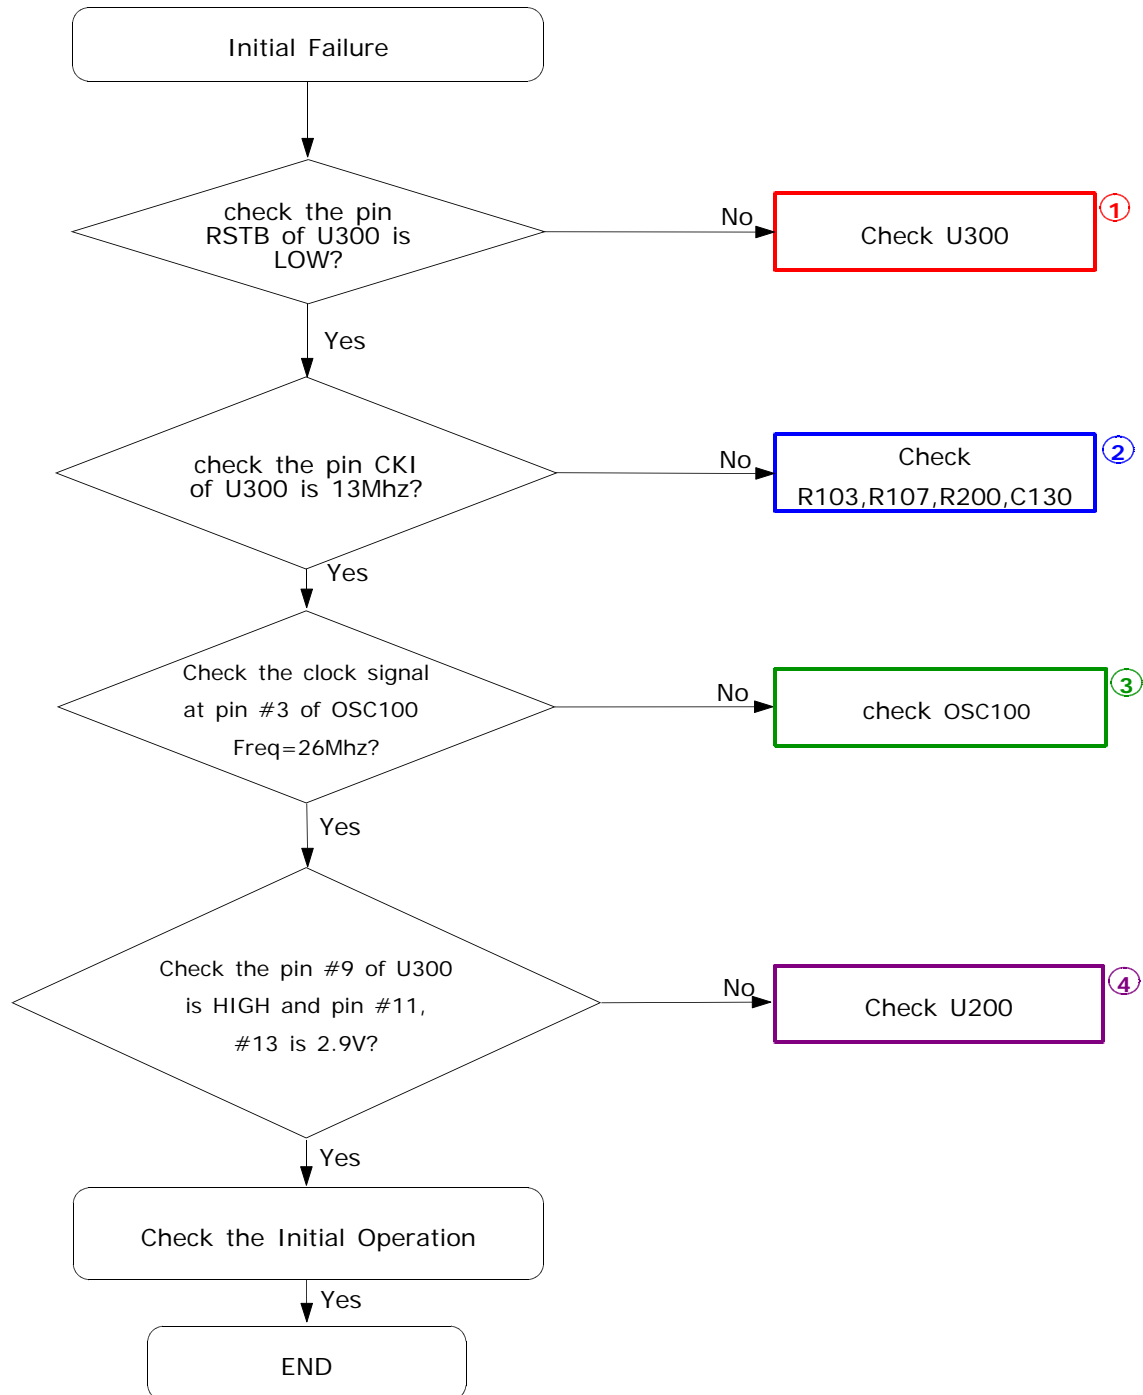 Initial Failure
check the pin
RSTB of U300 is
LOW?
No
Check U300
1
Yes
check the pin CKI
of U300 is 13Mhz?
No
Check
R103,R107,R200,C130
2
Yes
Check the clock signal
at pin #3 of OSC100
Freq=26Mhz?
No
check OSC100
3
Yes
Check the pin #9 of U300
is HIGH and pin #11,
#13 is 2.9V?
No
Check U200
4
Yes
Check the Initial Operation
Yes
END